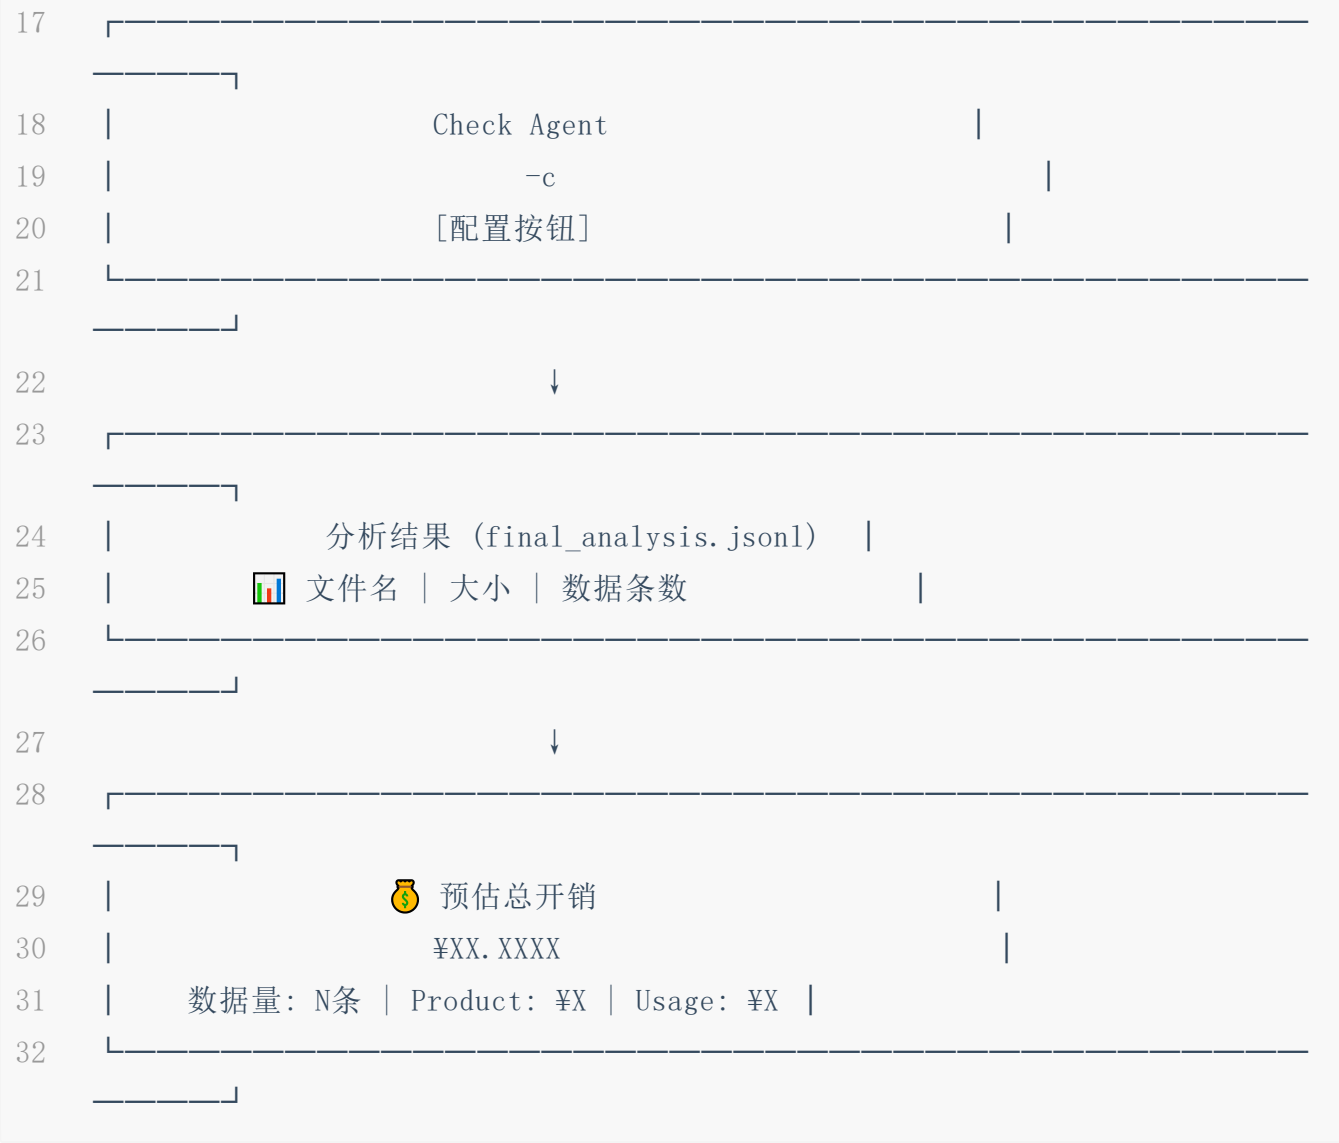 17 ┌──────────────────────────────────────
─────┐
18 │ Check Agent │
19 │ -c │
20 │ [配置按钮] │
21 └──────────────────────────────────────
─────┘
22 ↓
23 ┌──────────────────────────────────────
─────┐
24 │ 分析结果 (final_analysis.jsonl) │
25 │ 📊 文件名 | 大小 | 数据条数 │
26 └──────────────────────────────────────
─────┘
27 ↓
28 ┌──────────────────────────────────────
─────┐
29 │ 💰 预估总开销 │
30 │ ¥XX.XXXX │
31 │ 数据量: N条 | Product: ¥X | Usage: ¥X │
32 └──────────────────────────────────────
─────┘